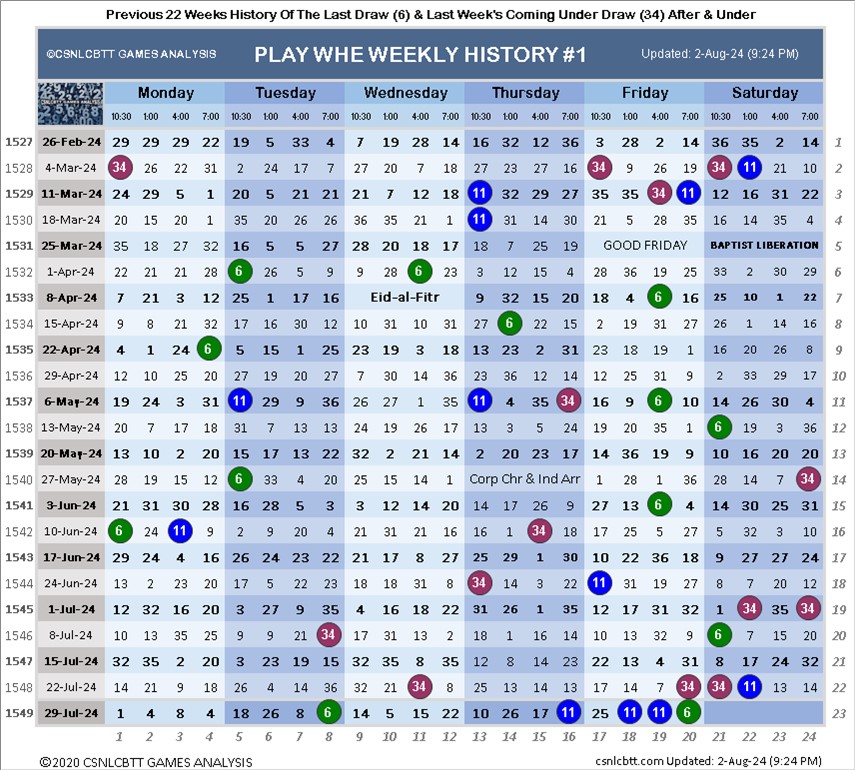 Previous 22 Weeks History Of The Last Draw (6) & Last Week's Coming Under Draw (34) After & Under
©CSNLCBTT GAMES ANALYSIS PLAY WHE WEEKLY HISTORY #1 Updated: 2-Aug-24 (9:24 PM)
CSNLCBTT GAMES ANALYSIS Monday Tuesday Wednesday Thursday Friday Saturday
10:30 1:00 4:00 7:00 10:30 1:00 4:00 7:00 10:30 1:00 4:00 7:00 10:30 1:00 4:00 7:00 10:30 1:00 4:00 7:00 10:30 1:00 4:00 7:00
1527 26-Feb-24 29 29 29 22 19 5 33 4 7 19 28 14 16 32 12 36 3 28 2 14 36 35 2 14 1
1528 4-Mar-24 34 26 22 31 2 24 17 7 27 20 7 18 27 23 27 16 34 9 26 19 34 11 21 10 2
1529 11-Mar-24 24 29 5 1 20 5 21 21 21 7 12 18 11 32 29 27 35 35 34 11 12 16 31 22 3
1530 18-Mar-24 20 15 20 1 35 20 26 26 36 35 21 1 11 31 14 30 21 5 28 35 16 14 35 4 4
1531 25-Mar-24 35 18 27 32 16 5 5 27 28 20 18 17 18 7 25 19 GOOD FRIDAY BAPTIST LIBERATION 5
1532 1-Apr-24 22 21 21 28 6 26 5 9 9 28 6 23 3 12 15 4 28 36 19 25 33 2 30 29 6
1533 8-Apr-24 7 21 3 12 25 1 17 16 Eid-al-Fitr 9 32 15 20 18 4 6 16 25 10 1 22 7
1534 15-Apr-24 9 8 21 32 17 16 30 12 10 31 10 31 27 6 22 15 2 19 31 27 26 1 14 16 8
1535 22-Apr-24 4 1 24 6 5 15 1 25 23 19 3 18 13 23 2 31 23 18 19 1 16 20 26 8 9
1536 29-Apr-24 12 10 25 20 27 19 20 27 7 30 14 36 23 36 12 14 12 25 31 9 2 33 29 17 10
1537 6-May-24 19 24 3 31 11 29 9 36 26 27 1 35 11 4 35 34 16 9 6 10 14 26 30 4 11
1538 13-May-24 20 7 17 18 31 7 13 13 24 19 26 17 13 3 5 24 19 20 35 1 6 19 3 36 12
1539 20-May-24 13 10 2 20 15 17 13 22 32 2 21 14 2 20 23 17 14 36 19 9 10 16 20 20 13
1540 27-May-24 28 19 15 15 6 33 4 20 25 15 14 1 Corp Chr & Ind Arr 1 28 1 36 28 14 7 34 14
1541 3-Jun-24 21 31 30 28 16 28 5 3 3 12 14 20 14 17 26 9 27 13 6 4 14 30 25 31 15
1542 10-Jun-24 6 24 11 9 2 9 20 4 21 31 21 16 16 1 34 18 17 25 5 27 5 32 3 10 16
1543 17-Jun-24 29 24 4 16 26 24 23 22 21 17 8 27 25 29 1 30 10 22 36 18 9 27 27 24 17
1544 24-Jun-24 13 2 23 20 17 5 22 23 18 18 31 8 34 14 3 22 11 31 19 27 8 7 20 12 18
1545 1-Jul-24 12 32 16 20 3 27 9 35 4 16 18 22 31 26 1 35 12 17 31 32 1 34 35 34 19
1546 8-Jul-24 10 13 35 25 9 9 21 34 17 31 13 2 18 1 16 14 10 13 32 9 6 7 15 20 20
1547 15-Jul-24 32 35 2 20 3 23 19 15 32 35 8 35 12 8 14 23 22 13 4 31 8 17 24 32 21
1548 22-Jul-24 14 21 9 18 26 4 14 36 32 21 34 8 25 13 14 13 17 14 7 34 34 11 13 14 22
1549 29-Jul-24 1 4 8 4 18 26 8 6 14 5 15 22 10 26 17 11 25 11 11 6 23
1 2 3 4 5 6 7 8 9 10 11 12 13 14 15 16 17 18 19 20 21 22 23 24
©2020 CSNLCBTT GAMES ANALYSIS csnlcbtt.com Updated: 2-Aug-24 (9:24 PM)